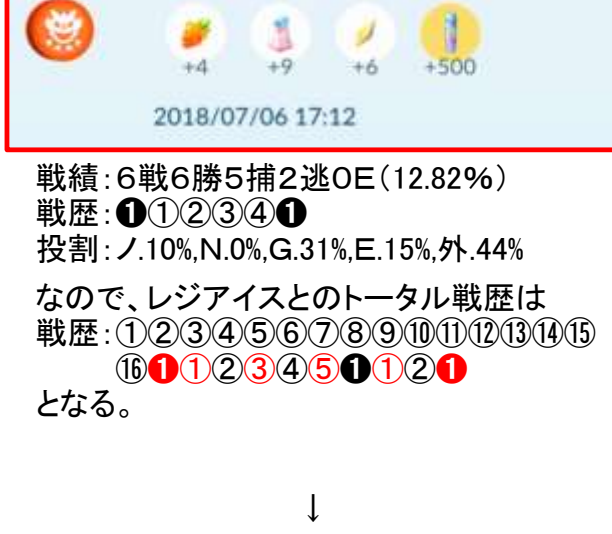 +4 +9 +6 +500
2018/07/06 17:12
戦績:6戦6勝5捕2逃0E(12.82%)
戦歴:❶①②③④❶
投割:ノ.10%,N.0%,G.31%,E.15%,外.44%
なので、レジアイスとのトータル戦歴は
戦歴:①②③④⑤⑥⑦⑧⑨⑩⑪⑫⑬⑭⑮
⑯❶①②③④⑤❶①②❶
となる。
↓